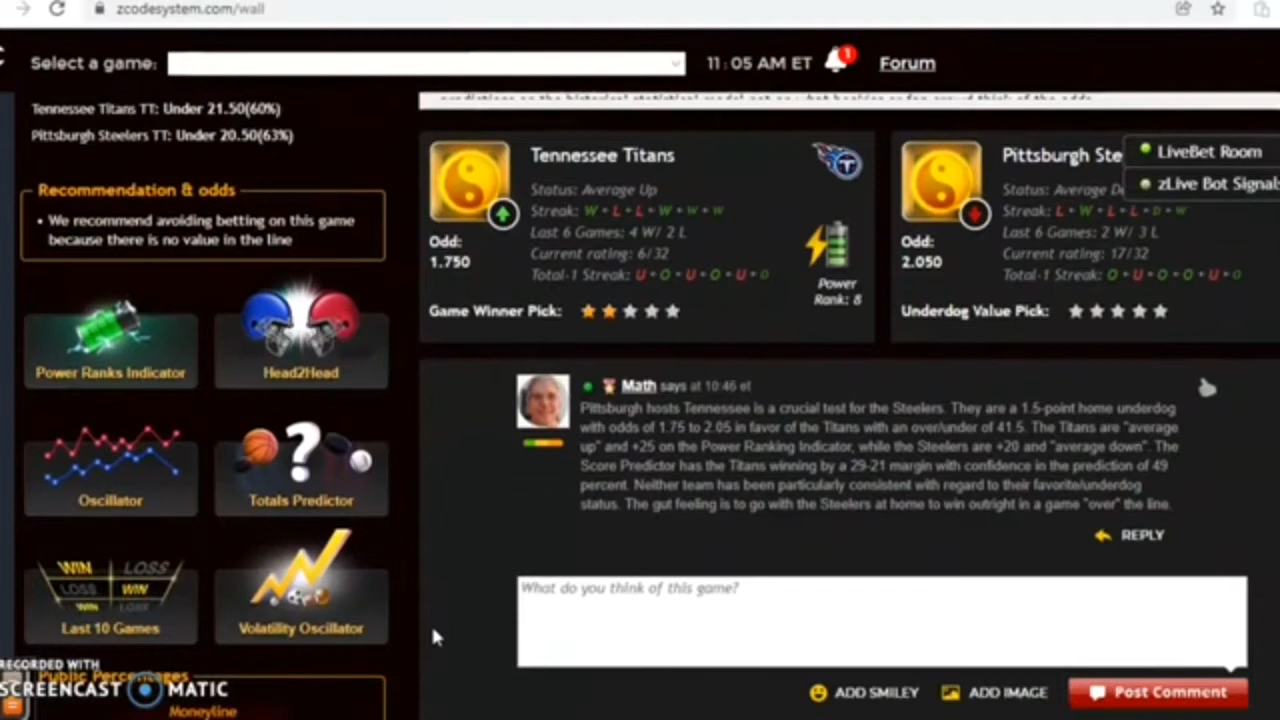 zcodesystem.com/wall
Select a game:
11:05 AM ET
1
Forum
Tennessee Titans TT: Under 21.50(60%)
Pittsburgh Steelers TT: Under 20.50(63%)
Recommendation & odds
• We recommend avoiding betting on this game
because there is no value in the line
Power Ranks Indicator
Head2Head
Oscillator
Totals Predictor
WIN LOSS
LOSS WIN
WIN LOSS
Last 10 Games
Volatility Oscillator
Public Percentages
Moneyline
RECORDED WITH
SCREENCAST MATIC
Tennessee Titans
Status: Average Up
Streak: W • L • L • W • W • W
Last 6 Games: 4 W/ 2 L
Current rating: 6/32
Total-1 Streak: U • O • U • O • U • O
Odd:
1.750
Power
Rank: 8
Game Winner Pick:
Pittsburgh Ste
Status: Average D
Streak: L • W • L • L • D • W
Last 6 Games: 2 W/ 3 L
Current rating: 17/32
Total-1 Streak: O • U • O • O • U • O
Odd:
2.050
Underdog Value Pick:
LiveBet Room
zLive Bot Signals
Math says at 10:46 et
Pittsburgh hosts Tennessee is a crucial test for the Steelers. They are a 1.5-point home underdog
with odds of 1.75 to 2.05 in favor of the Titans with an over/under of 41.5. The Titans are "average
up" and +25 on the Power Ranking Indicator, while the Steelers are +20 and "average down". The
Score Predictor has the Titans winning by a 29-21 margin with confidence in the prediction of 49
percent. Neither team has been particularly consistent with regard to their favorite/underdog
status. The gut feeling is to go with the Steelers at home to win outright in a game "over" the line.
REPLY
What do you think of this game?
ADD SMILEY
ADD IMAGE
Post Comment